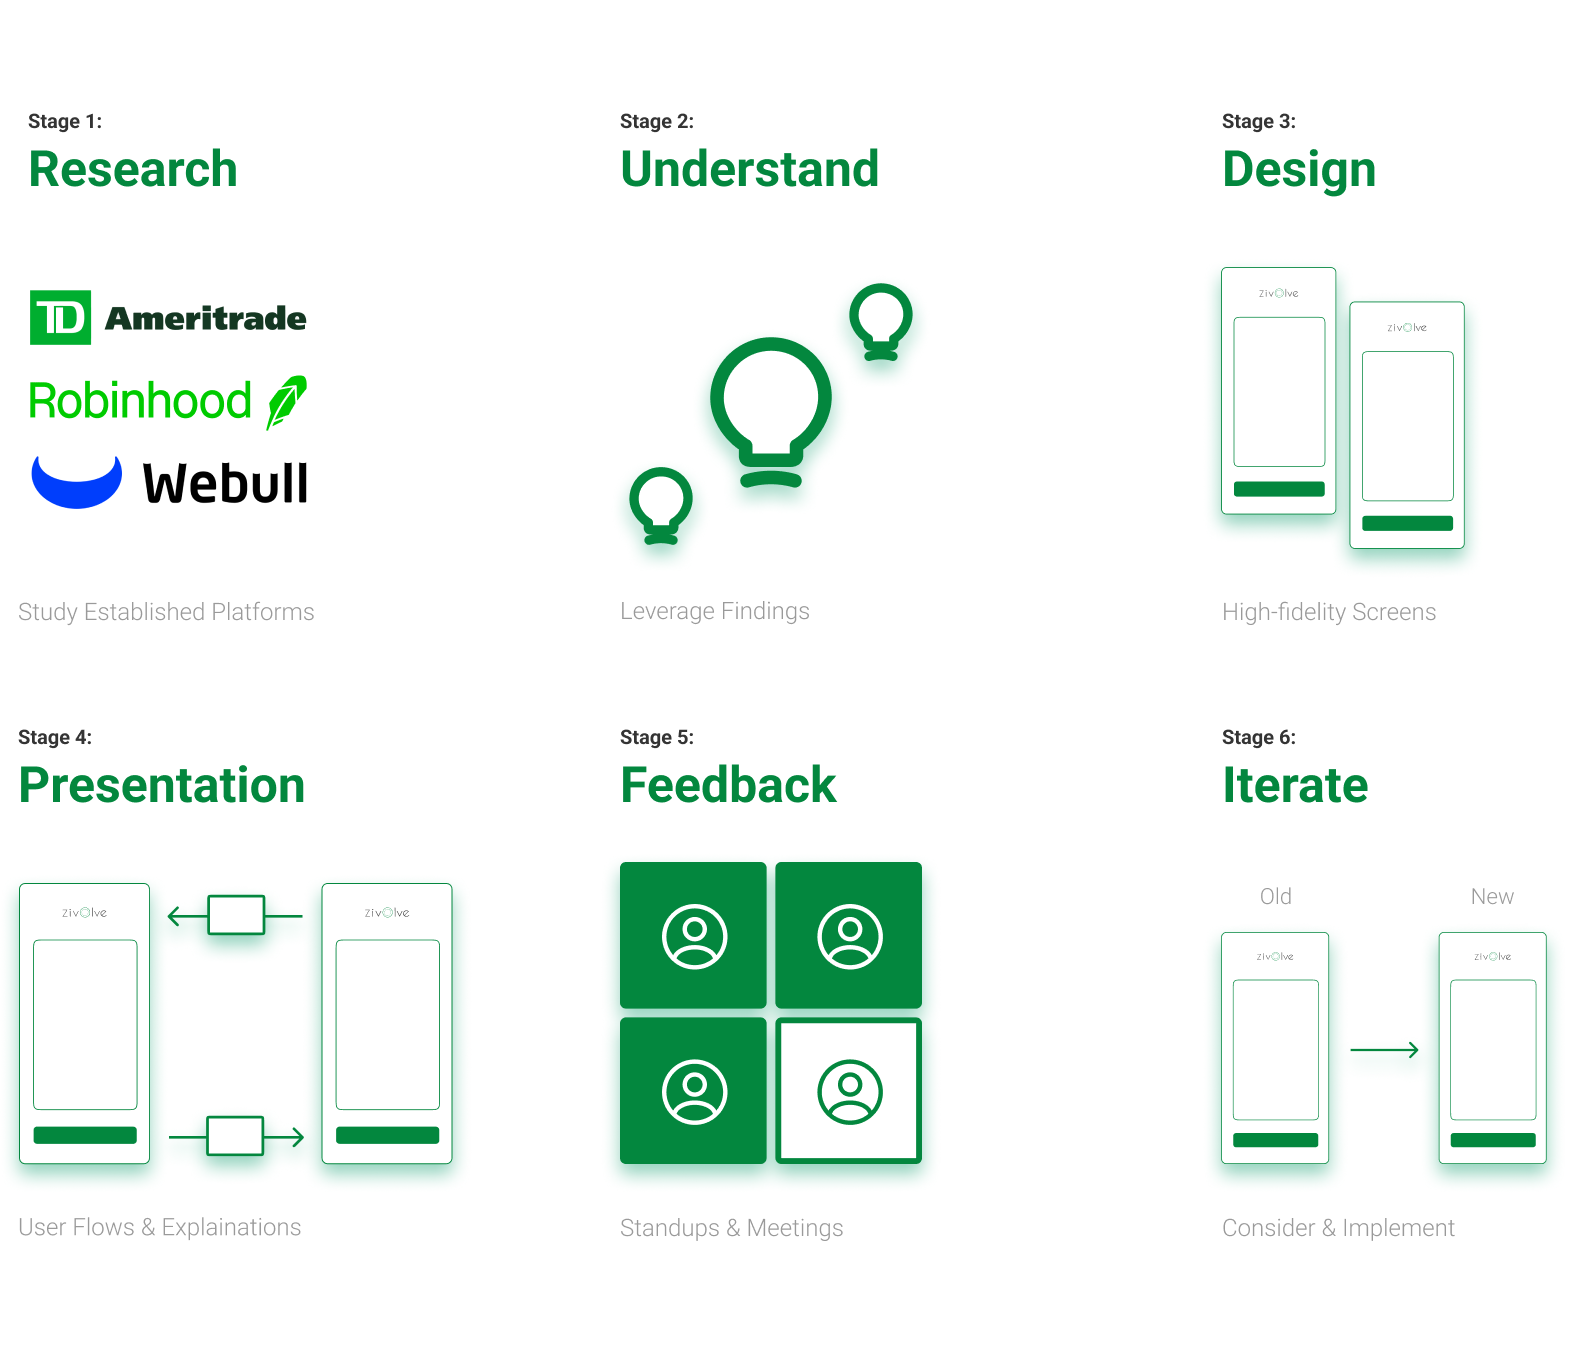 Stage 1:
Research
TD Ameritrade
Robinhood
Webull
Study Established Platforms
Stage 2:
Understand
Leverage Findings
Stage 3:
Design
zivOlve
zivOlve
High-fidelity Screens
Stage 4:
Presentation
zivOlve
zivOlve
User Flows & Explainations
Stage 5:
Feedback
Standups & Meetings
Stage 6:
Iterate
Old
New
zivOlve
zivOlve
Consider & Implement